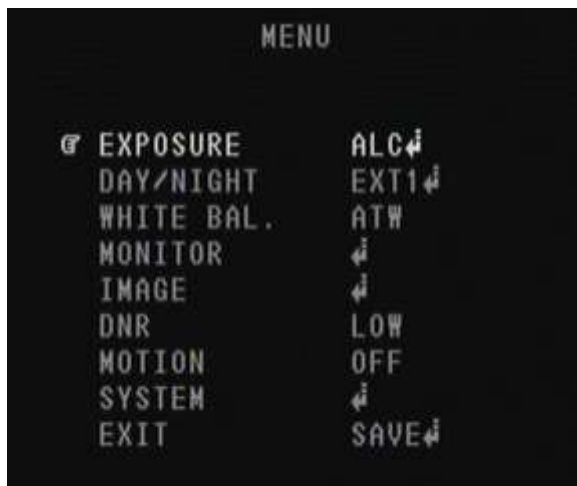 MENU
☞ EXPOSURE ALC↵
DAY/NIGHT EXT1↵
WHITE BAL. ATW
MONITOR ↵
IMAGE ↵
DNR LOW
MOTION OFF
SYSTEM ↵
EXIT SAVE↵